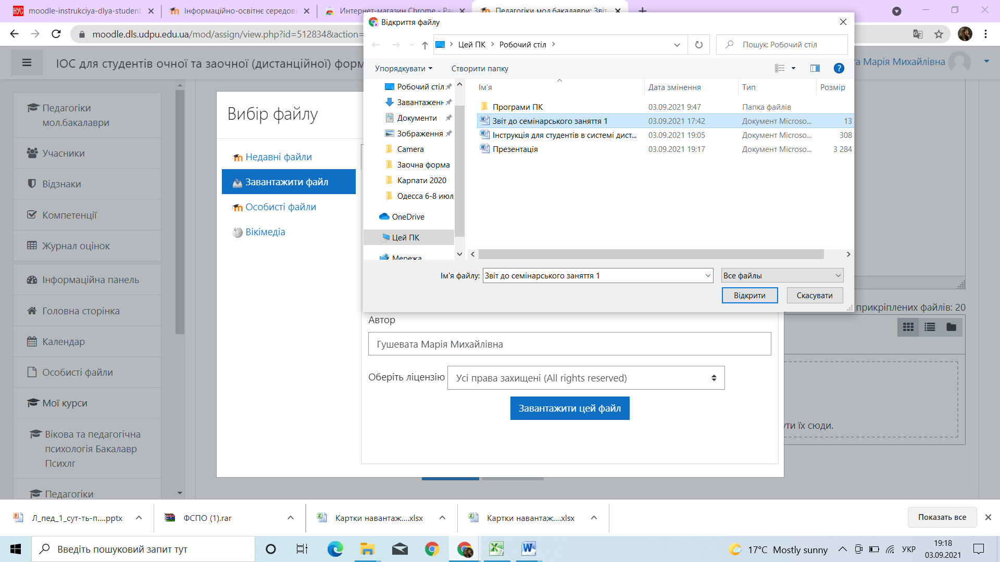 moodle-instrukciya-dlya-student
Інформаційно-освітнє середови
Интернет-магазин Chrome - Рас
Педагогіки мол.бакалаври: Звіт
moodle.dls.udpu.edu.ua/mod/assign/view.php?id=512834&action=
ІОС для студентів очної та заочної (дистанційної) форм
та Марія Михайлівна
Педагогіки
мол.бакалаври
Учасники
Відзнаки
Компетенції
Журнал оцінок
Інформаційна панель
Головна сторінка
Календар
Особисті файли
Мої курси
Вікова та педагогічна
психологія Бакалавр
Психлг
Педагогіки
Вибір файлу
Недавні файли
Завантажити файл
Особисті файли
Вікімедіа
Відкриття файлу
Цей ПК
Робочий стіл
Пошук: Робочий стіл
Упорядкувати
Створити папку
Робочий стіл
Завантаженн
Документи
Зображення
Camera
Заочна форма
Карпати 2020
Одесса 6-8 июл
OneDrive
Цей ПК
Мережа
Ім’я Дата змінення Тип Розмір
Програми ПК 03.09.2021 9:47 Папка файлів
Звіт до семінарського заняття 1 03.09.2021 17:42 Документ Microso... 13
Інструкція для студентів в системі дист... 03.09.2021 19:05 Документ Microso... 308
Презентація 03.09.2021 19:17 Документ Microso... 3 284
Ім'я файлу: Звіт до семінарського заняття 1 Все файлы
Відкрити Скасувати
прикріплених файлів: 20
Автор
Гушевата Марія Михайлівна
Оберіть ліцензію Усі права захищені (All rights reserved)
Завантажити цей файл
ути їх сюди.
Л_пед_1_сут-ть-п....pptx
ФСПО (1).rar
Картки навантаж....xlsx
Картки навантаж....xlsx
Показать все
Введіть пошуковий запит тут
17°C Mostly sunny
УКР
19:18
03.09.2021